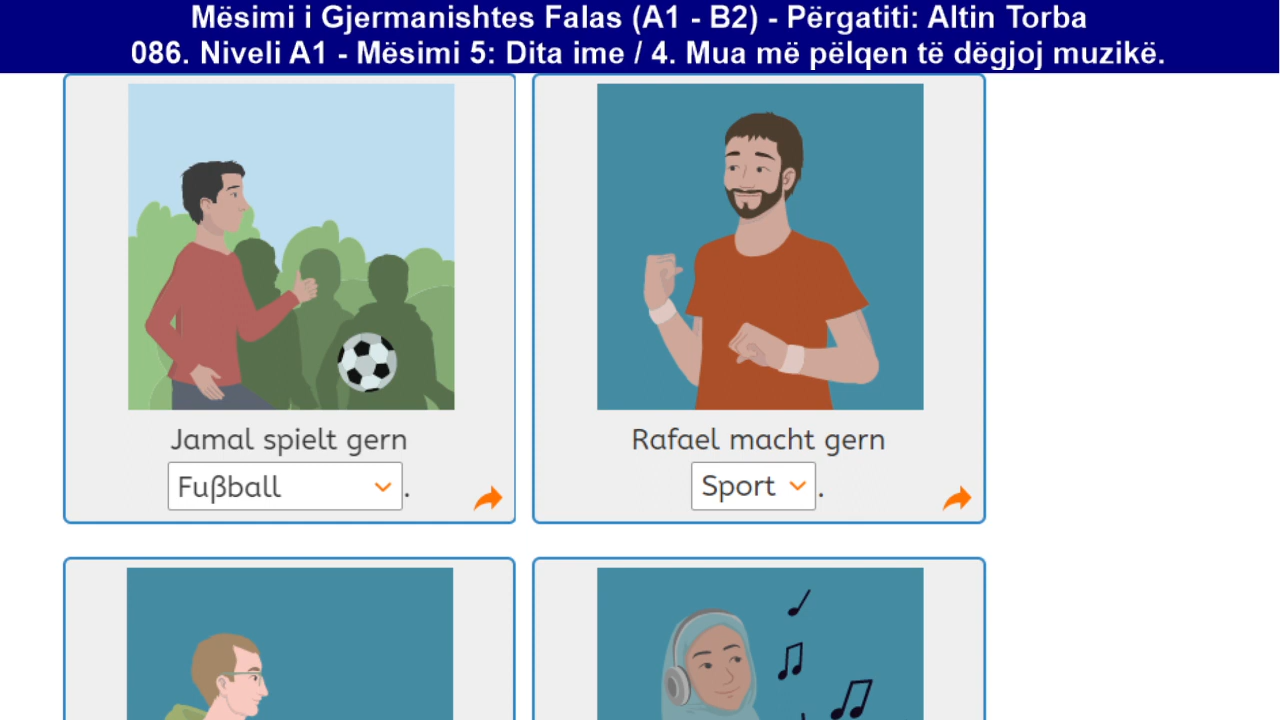 Mësimi i Gjermanishtes Falas (A1 - B2) - Përgatiti: Altin Torba
086. Niveli A1 - Mësimi 5: Dita ime / 4. Mua më pëlqen të dëgjoj muzikë.
Jamal spielt gern
Fußball .
Rafael macht gern
Sport .